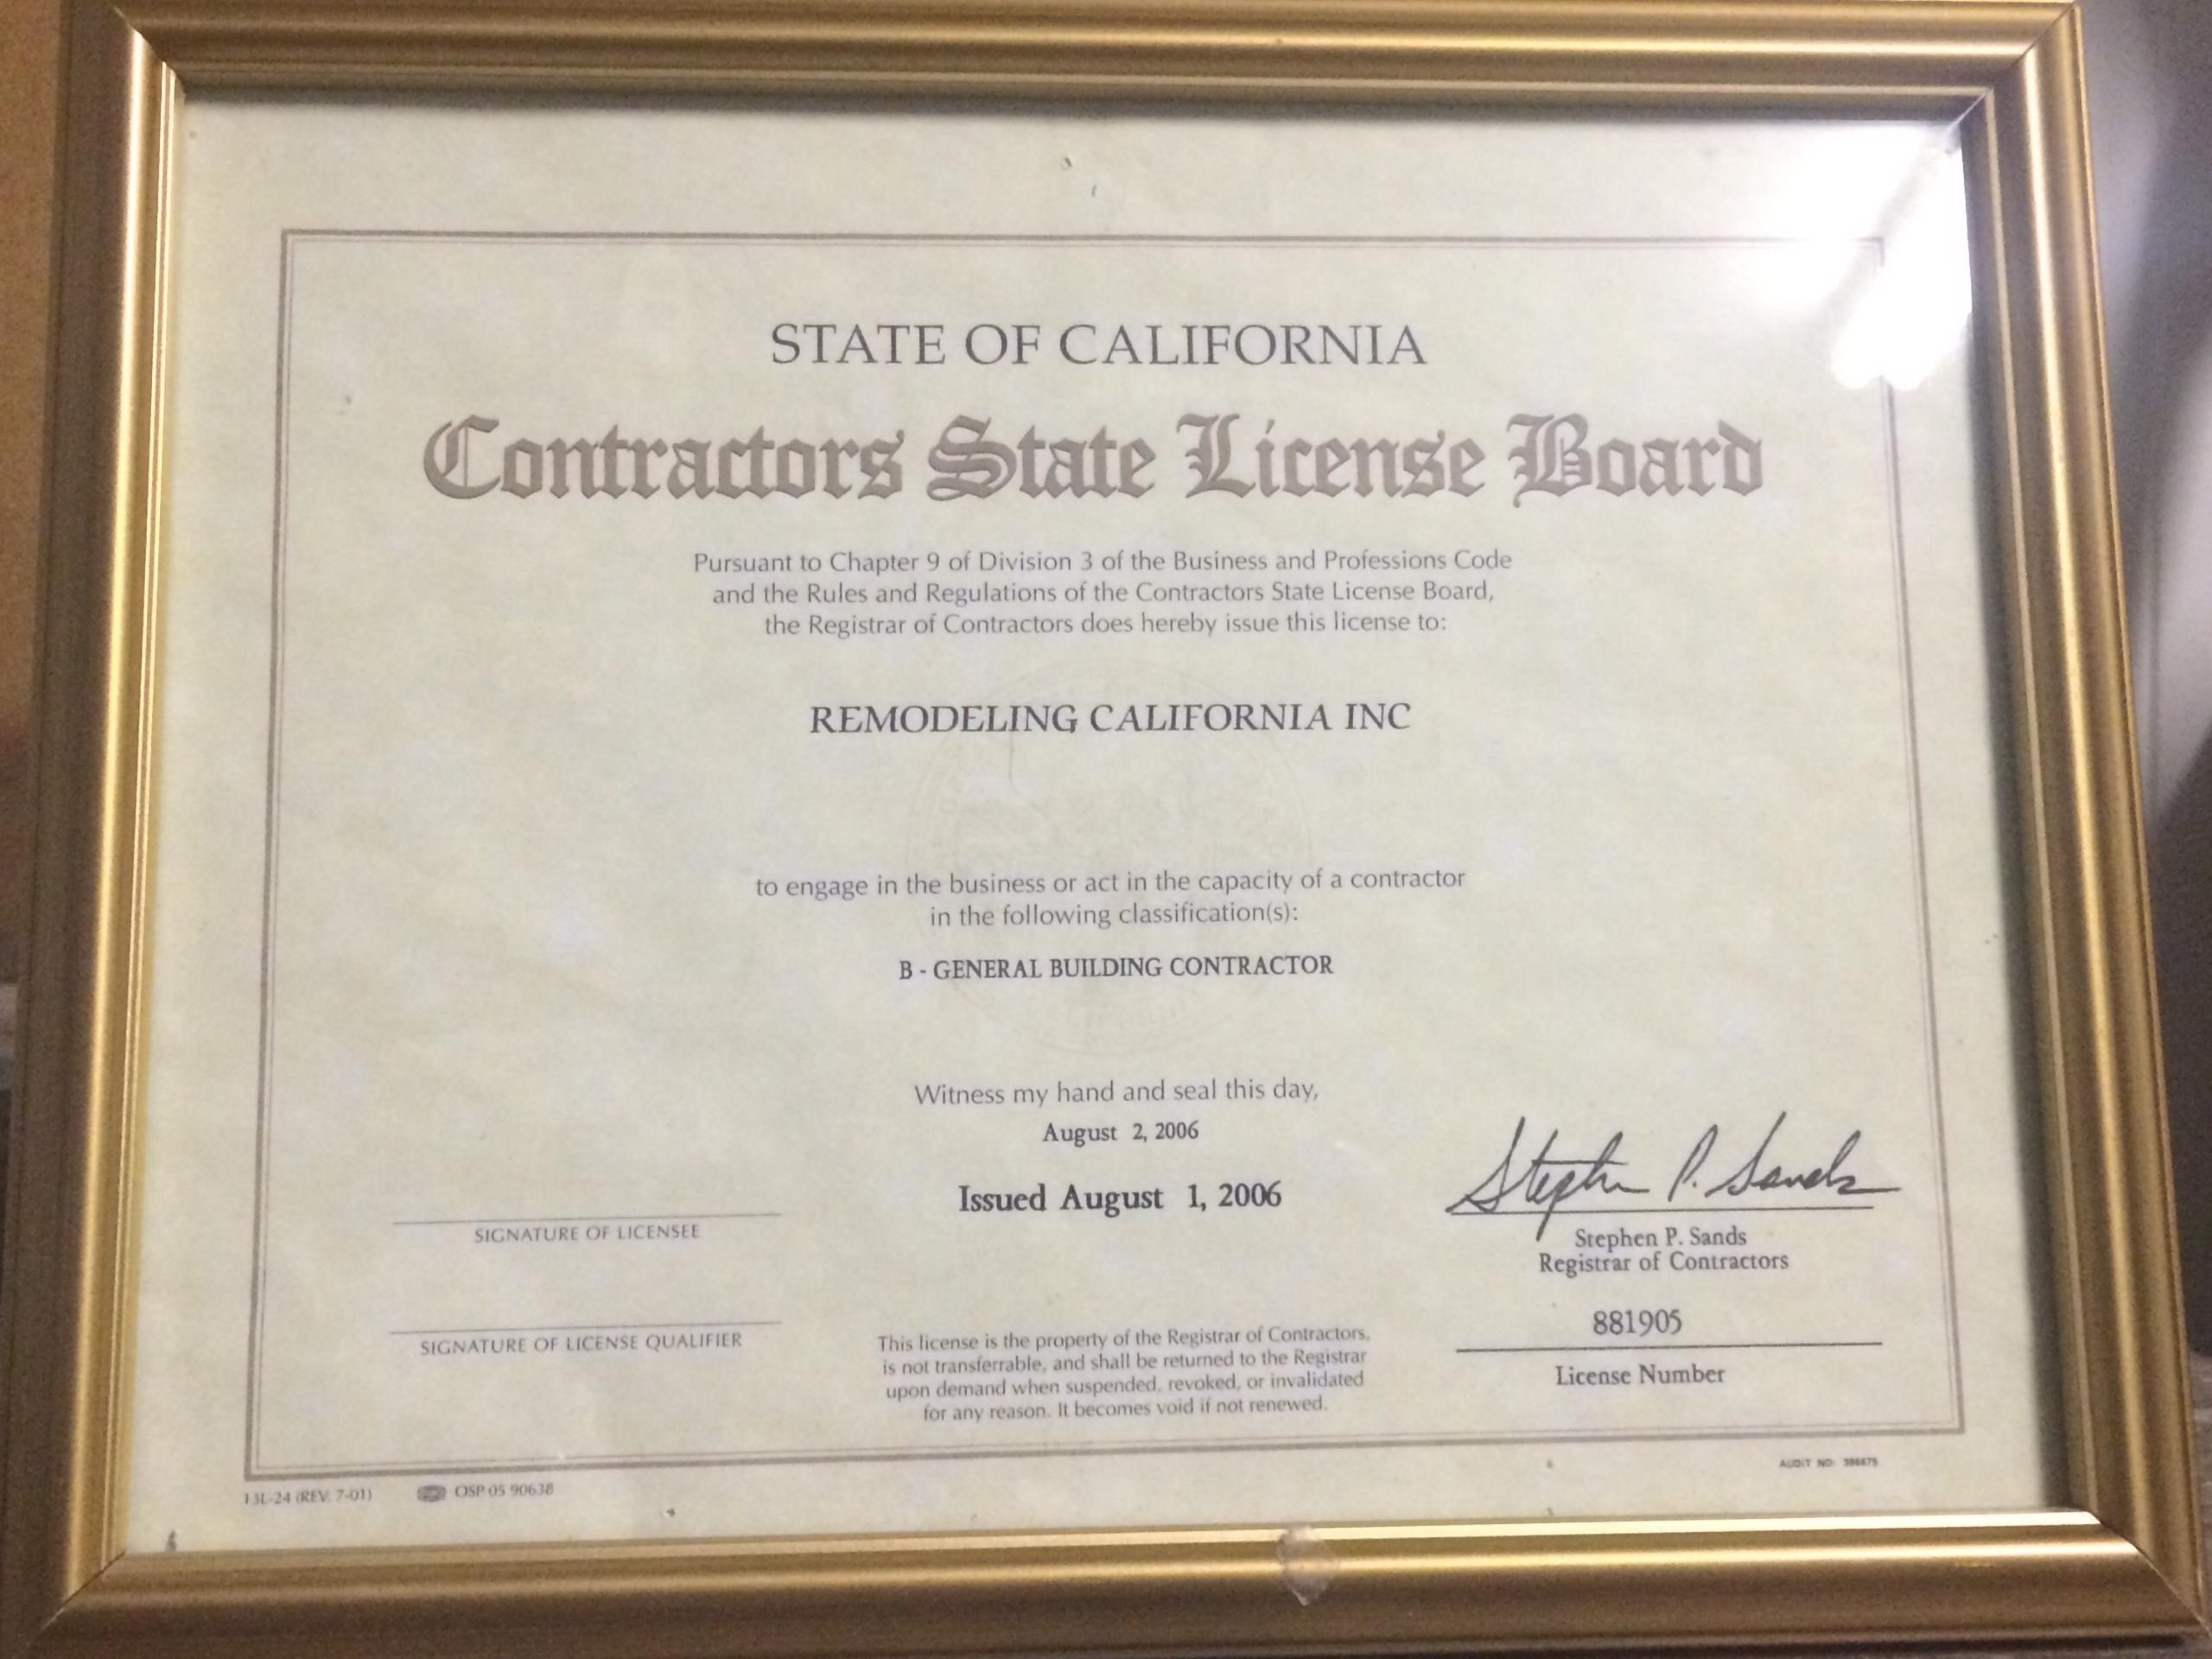 STATE OF CALIFORNIA
Contractors State License Board
Pursuant to Chapter 9 of Division 3 of the Business and Professions Code
and the Rules and Regulations of the Contractors State License Board,
the Registrar of Contractors does hereby issue this license to:
REMODELING CALIFORNIA INC
to engage in the business or act in the capacity of a contractor
in the following classification(s):
B - GENERAL BUILDING CONTRACTOR
Witness my hand and seal this day,
August 2, 2006
Issued August 1, 2006
SIGNATURE OF LICENSEE
SIGNATURE OF LICENSE QUALIFIER
This license is the property of the Registrar of Contractors,
is not transferrable, and shall be returned to the Registrar
upon demand when suspended, revoked, or invalidated
for any reason. It becomes void if not renewed.
Stephen P. Sands
Stephen P. Sands
Registrar of Contractors
881905
License Number
13L-24 (REV. 7-01)
OSP 05 90638
AUDIT NO: